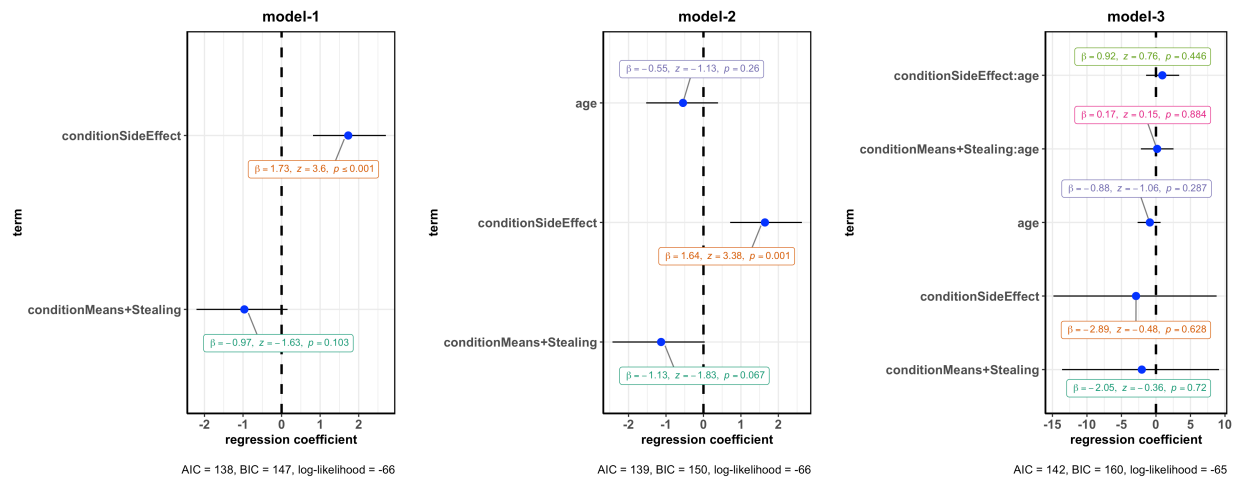 model-1
conditionSideEffect
β = 1.73, z = 3.6, p ≤ 0.001
term
conditionMeans+Stealing
β = −0.97, z = −1.63, p = 0.103
-2 -1 0 1 2
regression coefficient
AIC = 138, BIC = 147, log-likelihood = -66
model-2
β = −0.55, z = −1.13, p = 0.26
age
term
conditionSideEffect
β = 1.64, z = 3.38, p = 0.001
conditionMeans+Stealing
β = −1.13, z = −1.83, p = 0.067
-2 -1 0 1 2
regression coefficient
AIC = 139, BIC = 150, log-likelihood = -66
model-3
β = 0.92, z = 0.76, p = 0.446
conditionSideEffect:age
β = 0.17, z = 0.15, p = 0.884
conditionMeans+Stealing:age
β = −0.88, z = −1.06, p = 0.287
term
age
conditionSideEffect
β = −2.89, z = −0.48, p = 0.628
conditionMeans+Stealing
β = −2.05, z = −0.36, p = 0.72
-15 -10 -5 0 5 10
regression coefficient
AIC = 142, BIC = 160, log-likelihood = -65